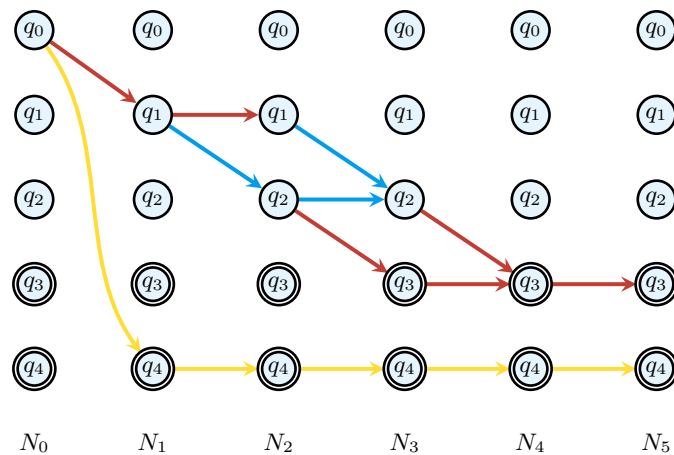 q₀ q₀ q₀ q₀ q₀ q₀
q₁ q₁ q₁ q₁ q₁ q₁
q₂ q₂ q₂ q₂ q₂ q₂
q₃ q₃ q₃ q₃ q₃ q₃
q₄ q₄ q₄ q₄ q₄ q₄
N₀ N₁ N₂ N₃ N₄ N₅